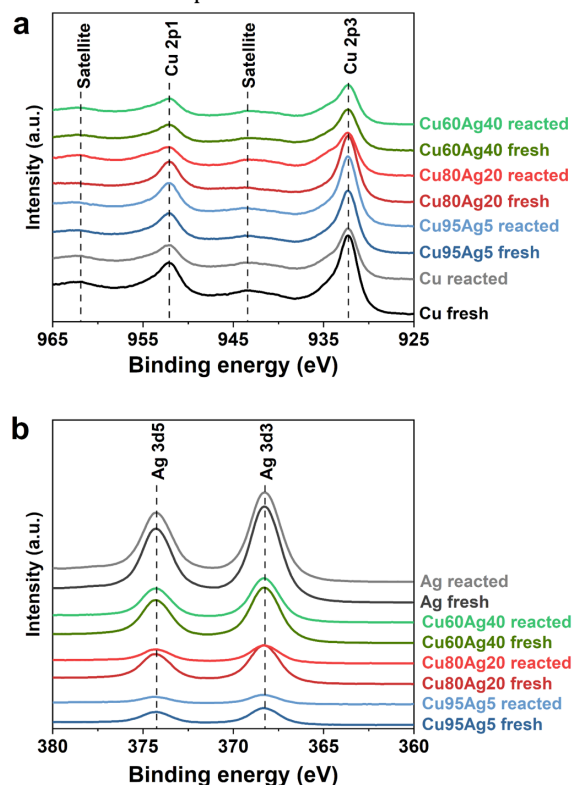 a
Satellite
Cu 2p1
Satellite
Cu 2p3
Intensity (a.u.)
Cu60Ag40 reacted
Cu60Ag40 fresh
Cu80Ag20 reacted
Cu80Ag20 fresh
Cu95Ag5 reacted
Cu95Ag5 fresh
Cu reacted
Cu fresh
965 955 945 935 925
Binding energy (eV)
b
Ag 3d5
Ag 3d3
Intensity (a.u.)
Ag reacted
Ag fresh
Cu60Ag40 reacted
Cu60Ag40 fresh
Cu80Ag20 reacted
Cu80Ag20 fresh
Cu95Ag5 reacted
Cu95Ag5 fresh
380 375 370 365 360
Binding energy (eV)